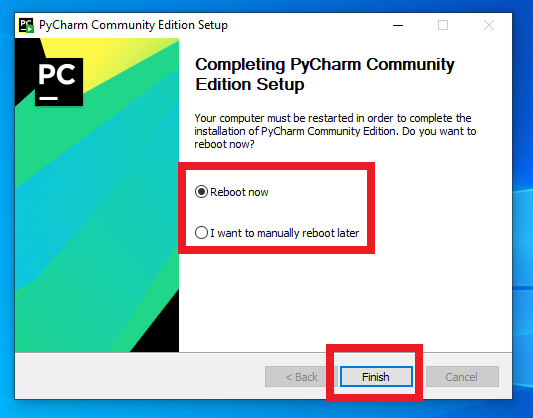 PC PyCharm Community Edition Setup
PC
Completing PyCharm Community
Edition Setup
Your computer must be restarted in order to complete the
installation of PyCharm Community Edition. Do you want to
reboot now?
Reboot now
I want to manually reboot later
< Back
Finish
Cancel